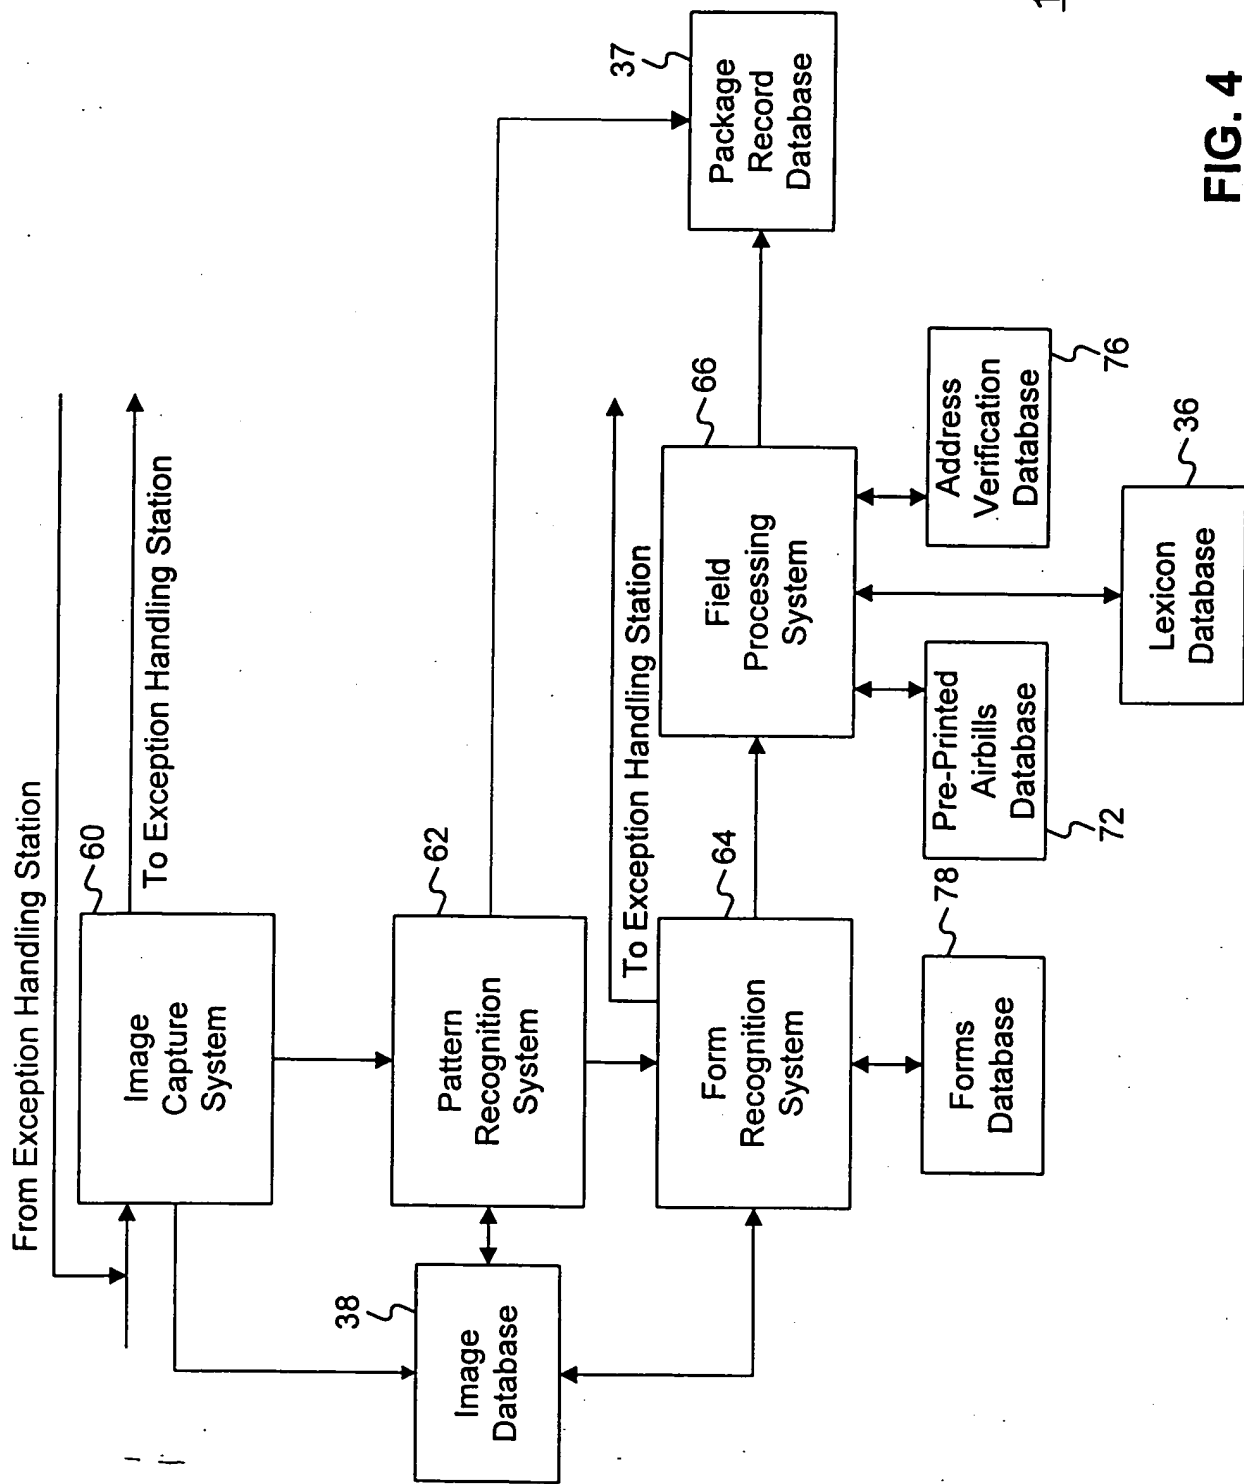 From Exception Handling Station
60
To Exception Handling Station
Image
Capture
System
38
Image
Database
62
Pattern
Recognition
System
37
Package
Record
Database
To Exception Handling Station
64
Form
Recognition
System
66
Field
Processing
System
78
Forms
Database
72
Pre-Printed
Airbills
Database
76
Address
Verification
Database
36
Lexicon
Database
FIG. 4